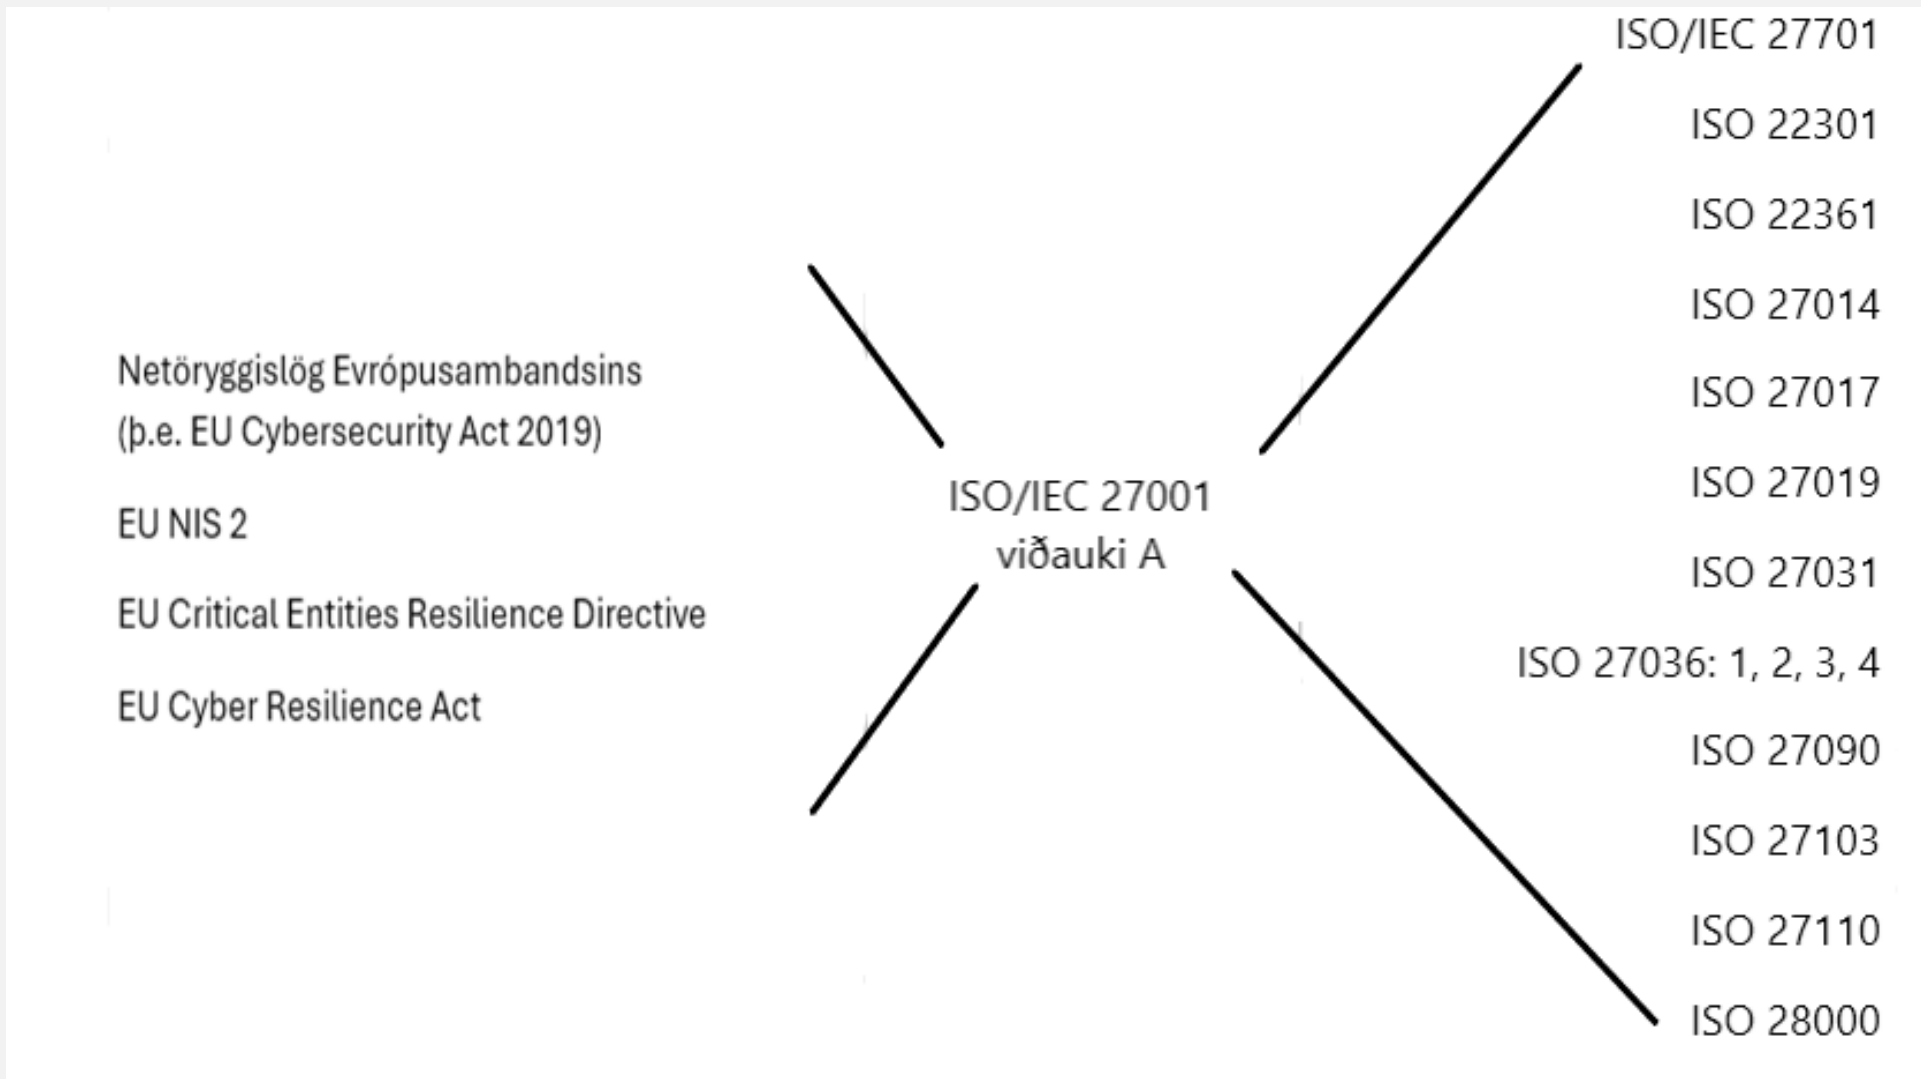 Netöryggislög Evrópusambandsins
(þ.e. EU Cybersecurity Act 2019)
EU NIS 2
EU Critical Entities Resilience Directive
EU Cyber Resilience Act
ISO/IEC 27001
viðauki A
ISO/IEC 27701
ISO 22301
ISO 22361
ISO 27014
ISO 27017
ISO 27019
ISO 27031
ISO 27036: 1, 2, 3, 4
ISO 27090
ISO 27103
ISO 27110
ISO 28000